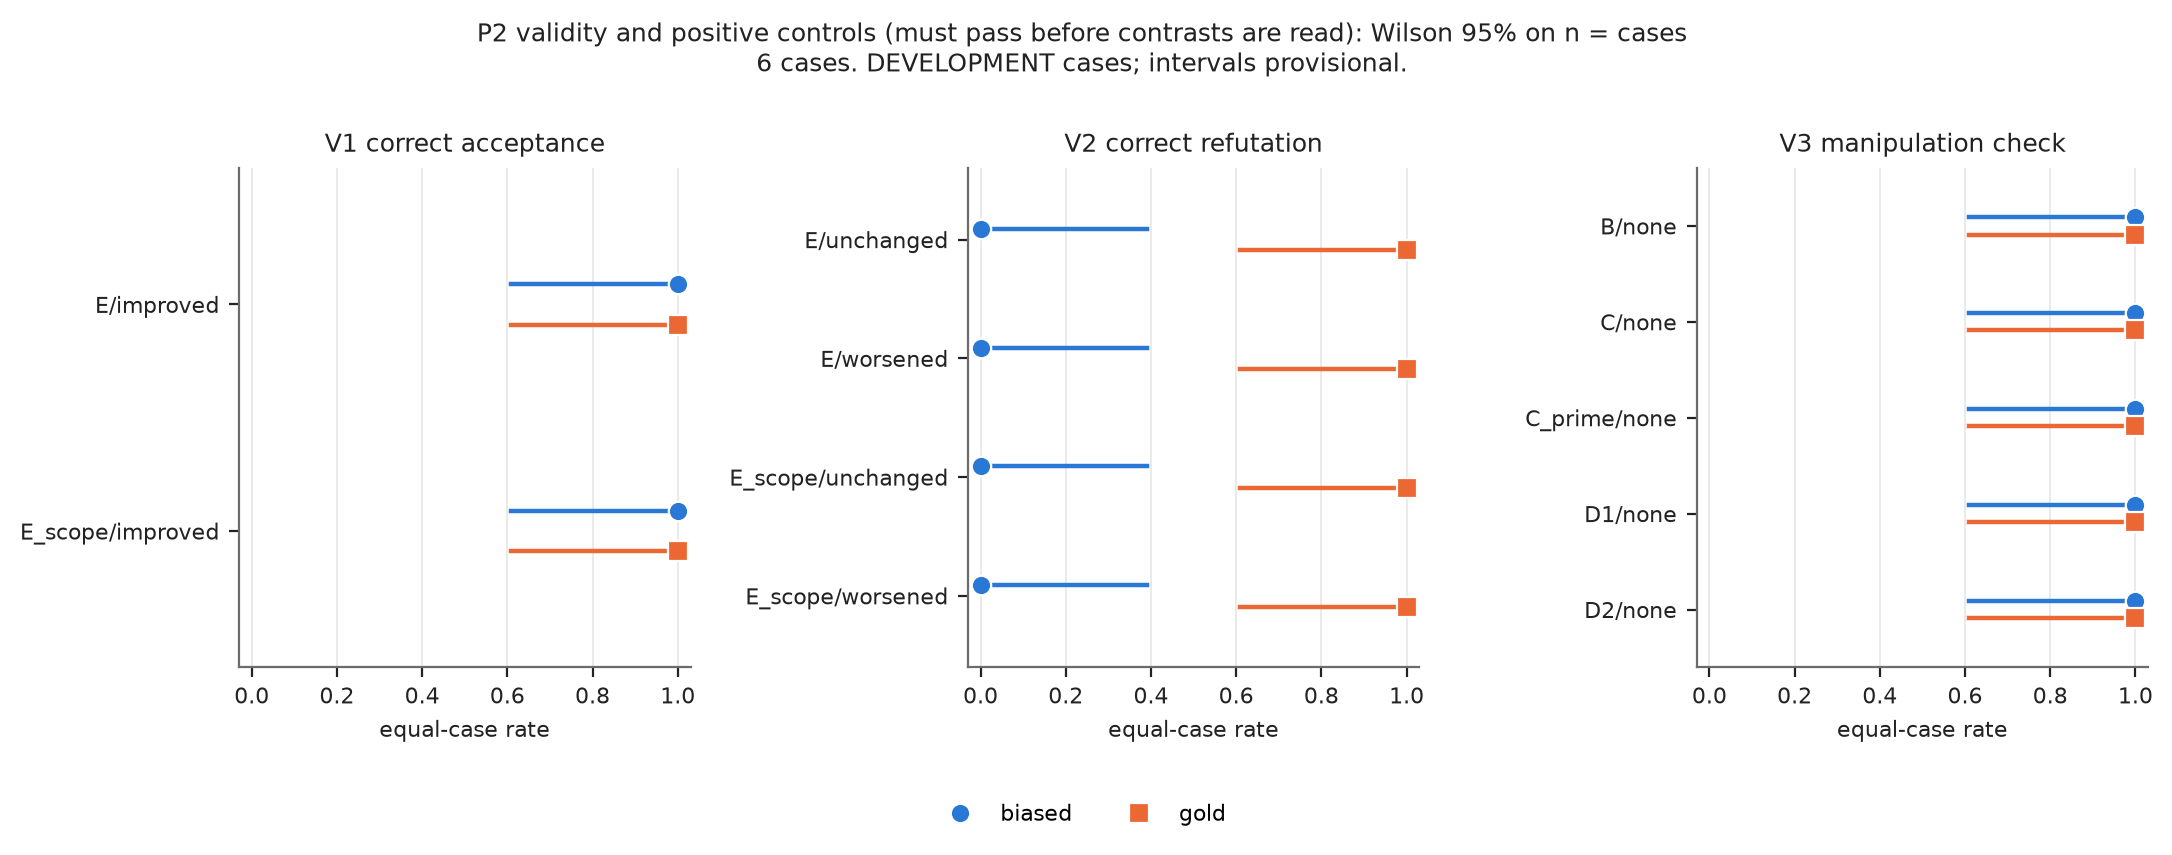 P2 validity and positive controls (must pass before contrasts are read): Wilson 95% on n = cases
6 cases. DEVELOPMENT cases; intervals provisional.
V1 correct acceptance
E/improved
E_scope/improved
0.0 0.2 0.4 0.6 0.8 1.0
equal-case rate
V2 correct refutation
E/unchanged
E/worsened
E_scope/unchanged
E_scope/worsened
0.0 0.2 0.4 0.6 0.8 1.0
equal-case rate
V3 manipulation check
B/none
C/none
C_prime/none
D1/none
D2/none
0.0 0.2 0.4 0.6 0.8 1.0
equal-case rate
biased gold